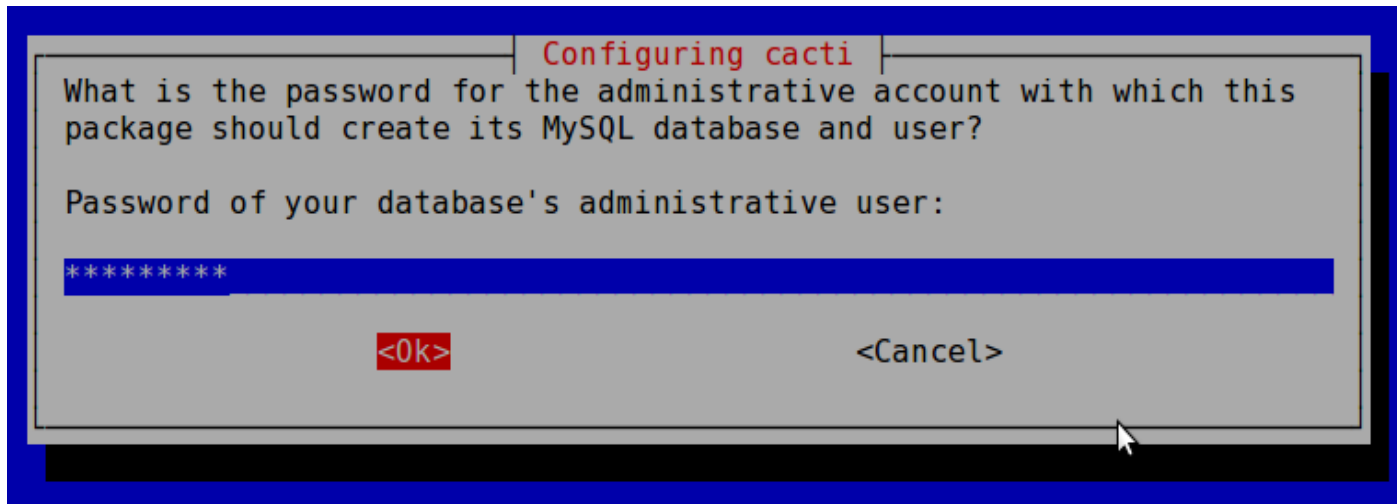 Configuring cacti
What is the password for the administrative account with which this
package should create its MySQL database and user?
Password of your database's administrative user:
*********
<Ok> <Cancel>